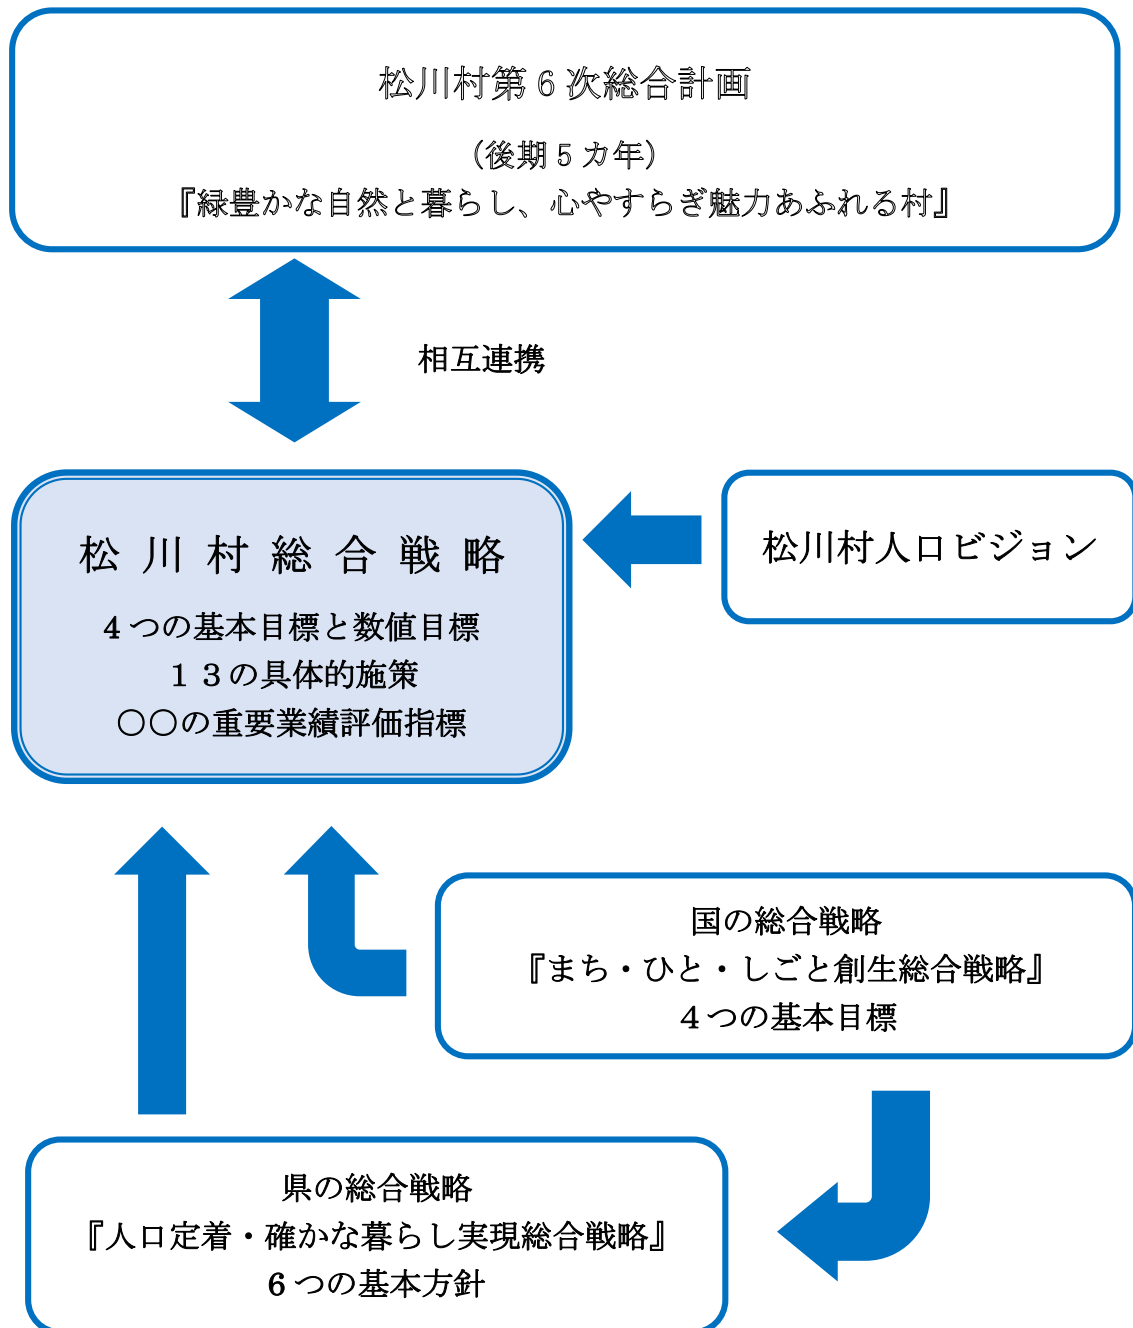 松川村第６次総合計画
（後期５カ年）
『緑豊かな自然と暮らし、心やすらぎ魅力あふれる村』
相互連携
松川村総合戦略
４つの基本目標と数値目標
１３の具体的施策
○○の重要業績評価指標
松川村人口ビジョン
国の総合戦略
『まち・ひと・しごと創生総合戦略』
４つの基本目標
県の総合戦略
『人口定着・確かな暮らし実現総合戦略』
６つの基本方針